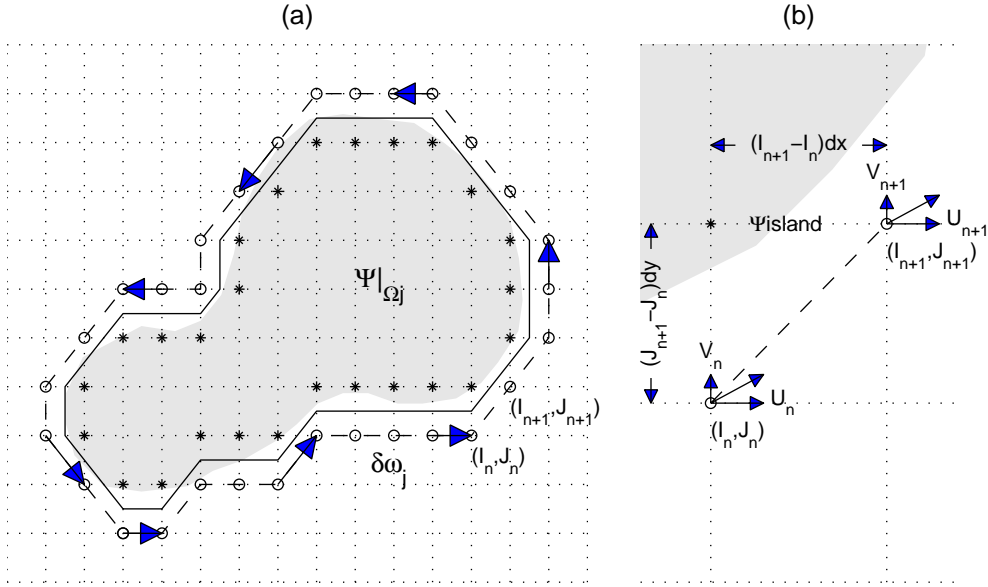 (a)
Ψ|Ωj
(In+1,Jn+1)
(In,Jn)
δωj
(b)
(In+1−In)dx
Vn+1
Un+1
Ψisland
(In+1,Jn+1)
(Jn+1−Jn)dy
Vn
Un
(In,Jn)